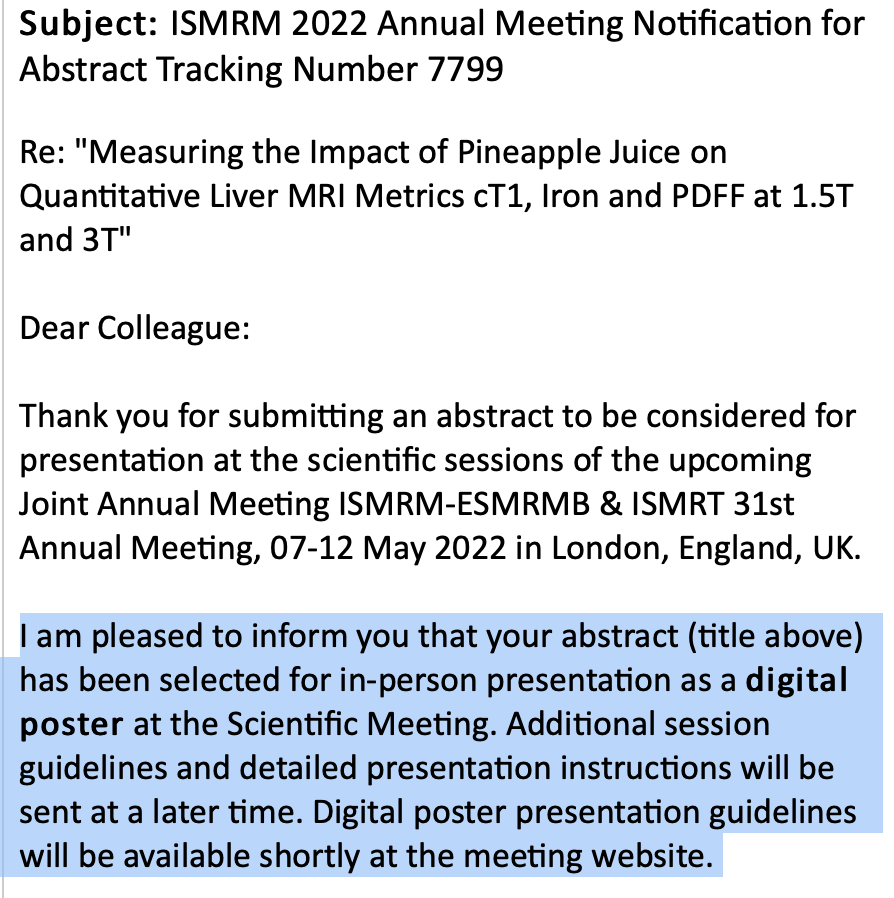 Subject: ISMRM 2022 Annual Meeting Notification for
Abstract Tracking Number 7799
Re: "Measuring the Impact of Pineapple Juice on
Quantitative Liver MRI Metrics cT1, Iron and PDFF at 1.5T
and 3T"
Dear Colleague:
Thank you for submitting an abstract to be considered for
presentation at the scientific sessions of the upcoming
Joint Annual Meeting ISMRM-ESMRMB & ISMRT 31st
Annual Meeting, 07-12 May 2022 in London, England, UK.
I am pleased to inform you that your abstract (title above)
has been selected for in-person presentation as a digital
poster at the Scientific Meeting. Additional session
guidelines and detailed presentation instructions will be
sent at a later time. Digital poster presentation guidelines
will be available shortly at the meeting website.